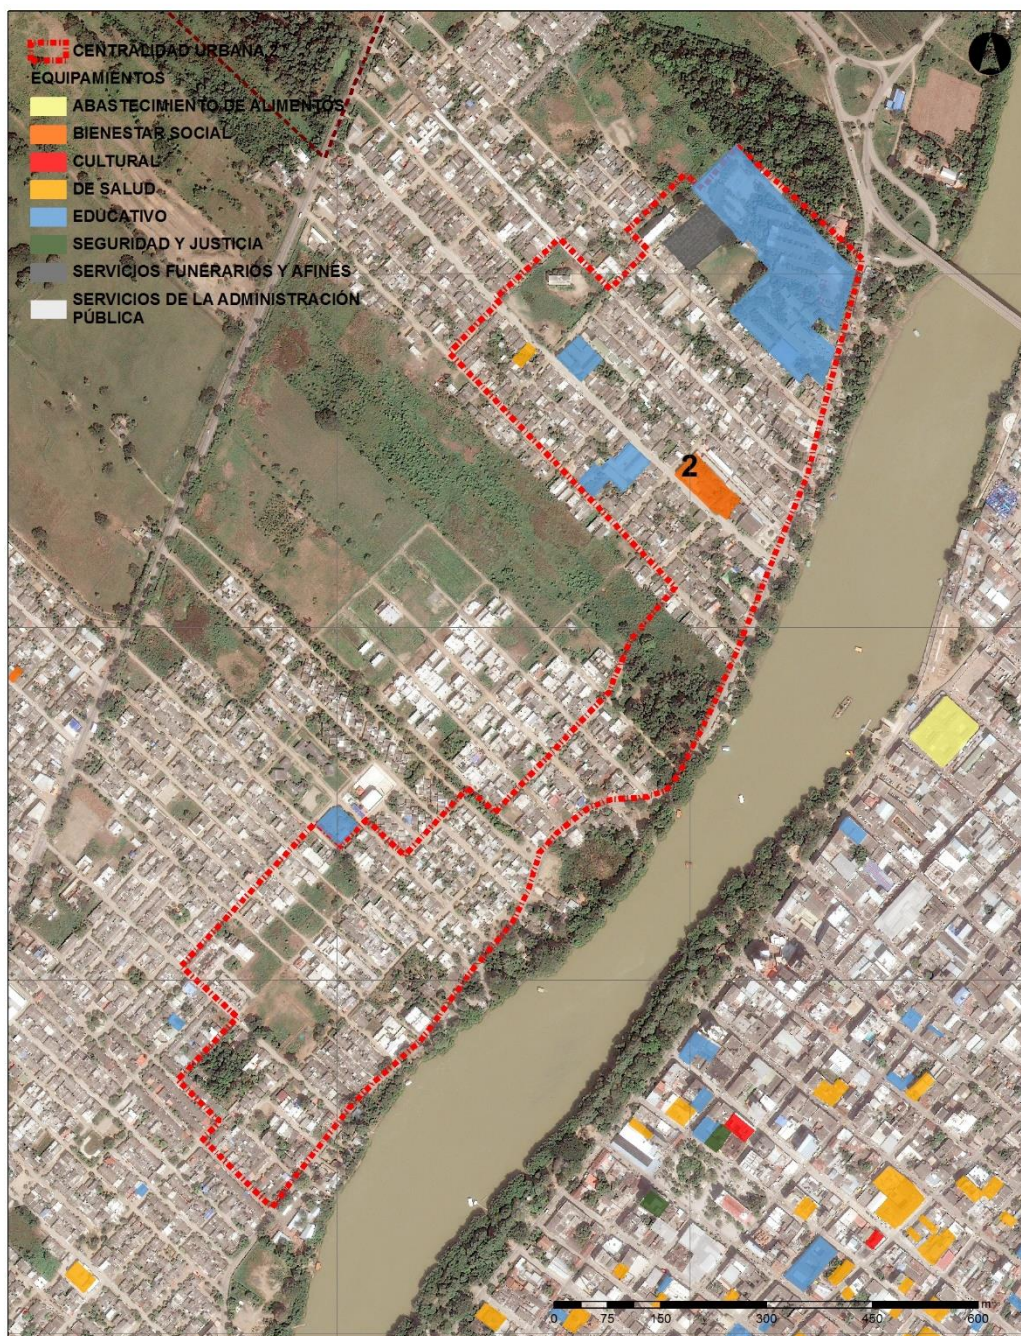 CENTRALIDAD URBANA 2
EQUIPAMIENTOS
ABASTECIMIENTO DE ALIMENTOS
BIENESTAR SOCIAL
CULTURAL
DE SALUD
EDUCATIVO
SEGURIDAD Y JUSTICIA
SERVICIOS FUNERARIOS Y AFINES
SERVICIOS DE LA ADMINISTRACIÓN
PÚBLICA
2
m
0 75 150 300 450 600